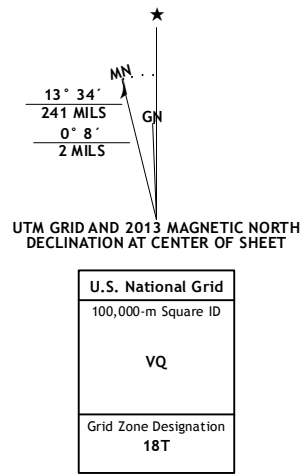 ★
MN
GN
13° 34´
241 MILS
0° 8´
2 MILS
UTM GRID AND 2013 MAGNETIC NORTH
DECLINATION AT CENTER OF SHEET
U.S. National Grid
100,000-m Square ID
VQ
Grid Zone Designation
18T